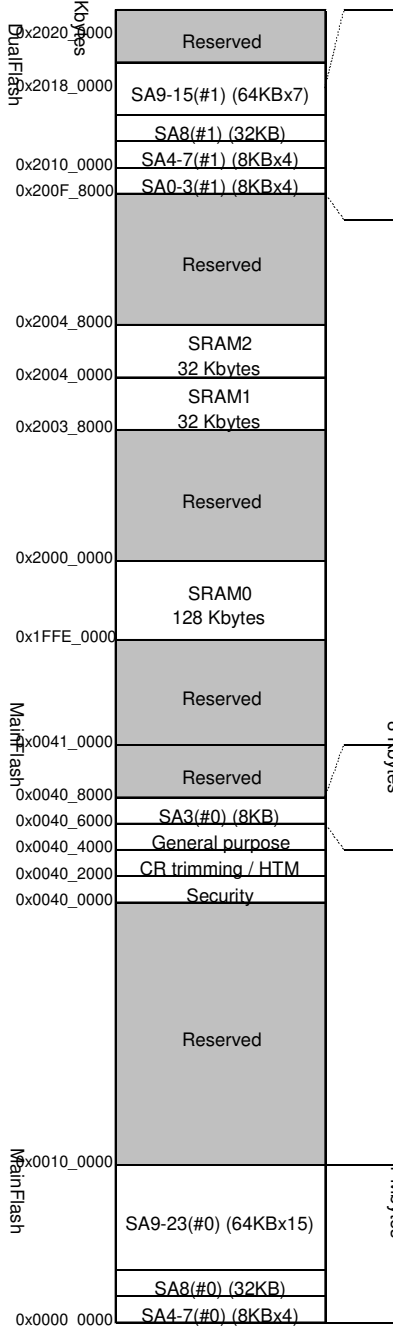 Kbytes
DualFlash
0x2020_0000
Reserved
0x2018_0000
SA9-15(#1) (64KBx7)
SA8(#1) (32KB)
SA4-7(#1) (8KBx4)
0x2010_0000
SA0-3(#1) (8KBx4)
0x200F_8000
Reserved
0x2004_8000
SRAM2
32 Kbytes
0x2004_0000
SRAM1
32 Kbytes
0x2003_8000
Reserved
0x2000_0000
SRAM0
128 Kbytes
0x1FFE_0000
Reserved
MainFlash
0x0041_0000
Reserved
0x0040_8000
SA3(#0) (8KB)
0x0040_6000
General purpose
0x0040_4000
CR trimming / HTM
0x0040_2000
Security
0x0040_0000
Reserved
MainFlash
0x0010_0000
SA9-23(#0) (64KBx15)
SA8(#0) (32KB)
SA4-7(#0) (8KBx4)
0x0000_0000